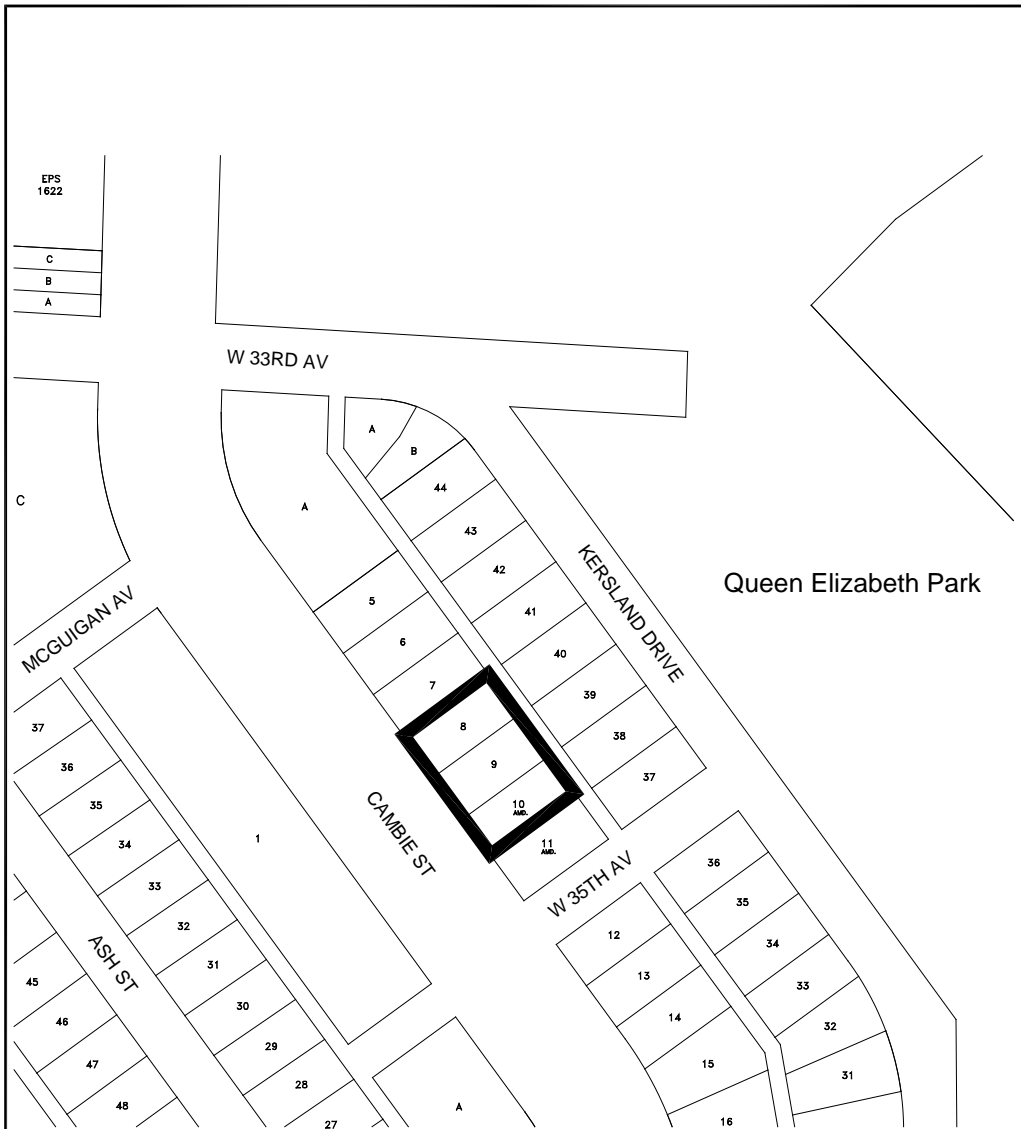 EPS
1622
C
B
A
W 33RD AV
A
B
C
A
44
43
42
41
40
39
38
37
KERSLAND DRIVE
Queen Elizabeth Park
5
6
7
8
9
10
AMD.
11
AMD.
MCGUIGAN AV
CAMBIE ST
W 35TH AV
37
36
35
34
33
32
31
30
29
28
27
1
ASH ST
45
46
47
48
A
12
13
14
15
16
36
35
34
33
32
31